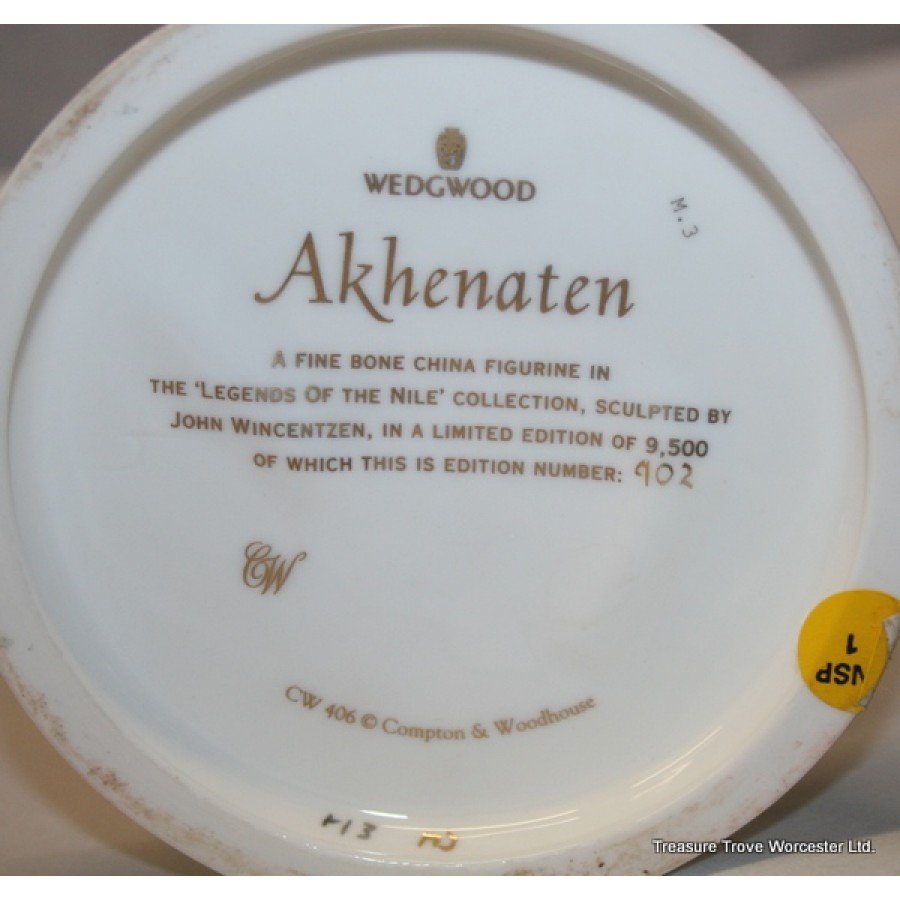 WEDGWOOD
M.3
Akhenaten
A FINE BONE CHINA FIGURINE IN
THE ‘LEGENDS OF THE NILE’ COLLECTION, SCULPTED BY
JOHN WINCENTZEN, IN A LIMITED EDITION OF 9,500
OF WHICH THIS IS EDITION NUMBER: 902
CW
CW 406 © Compton & Woodhouse
1
Treasure Trove Worcester Ltd.